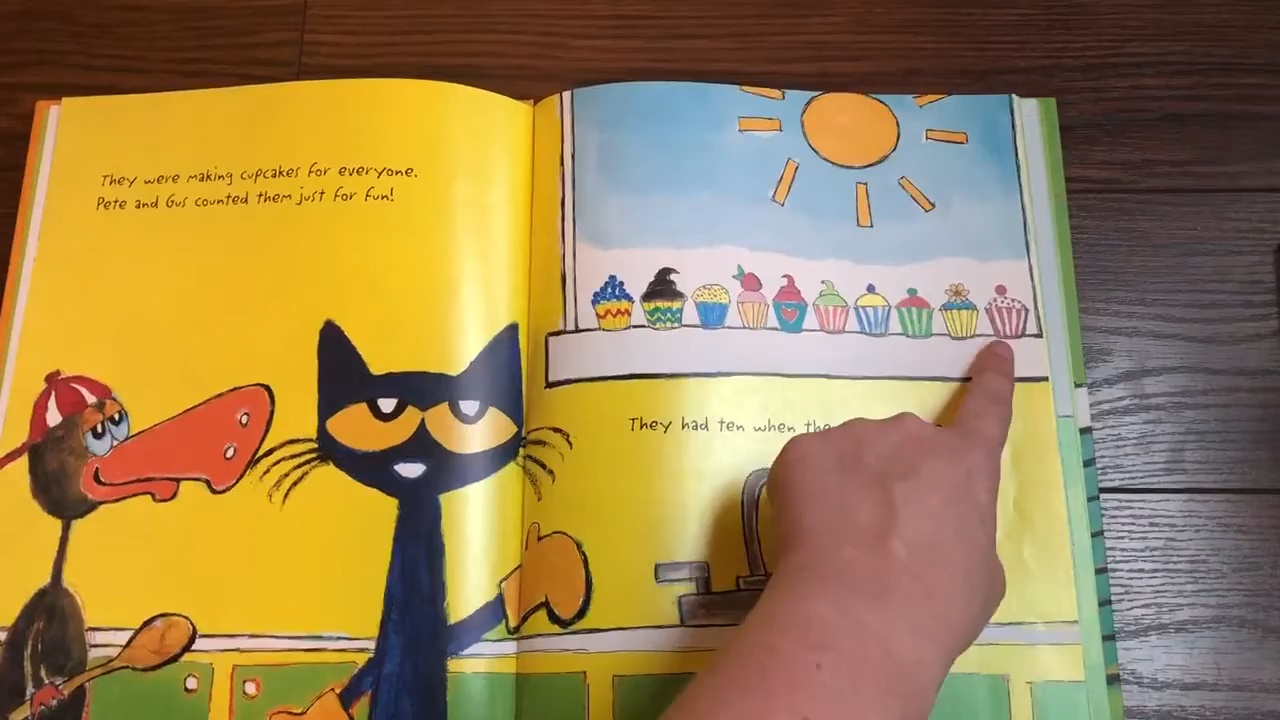 They were making cupcakes for everyone.
Pete and Gus counted them just for fun!
They had ten when the